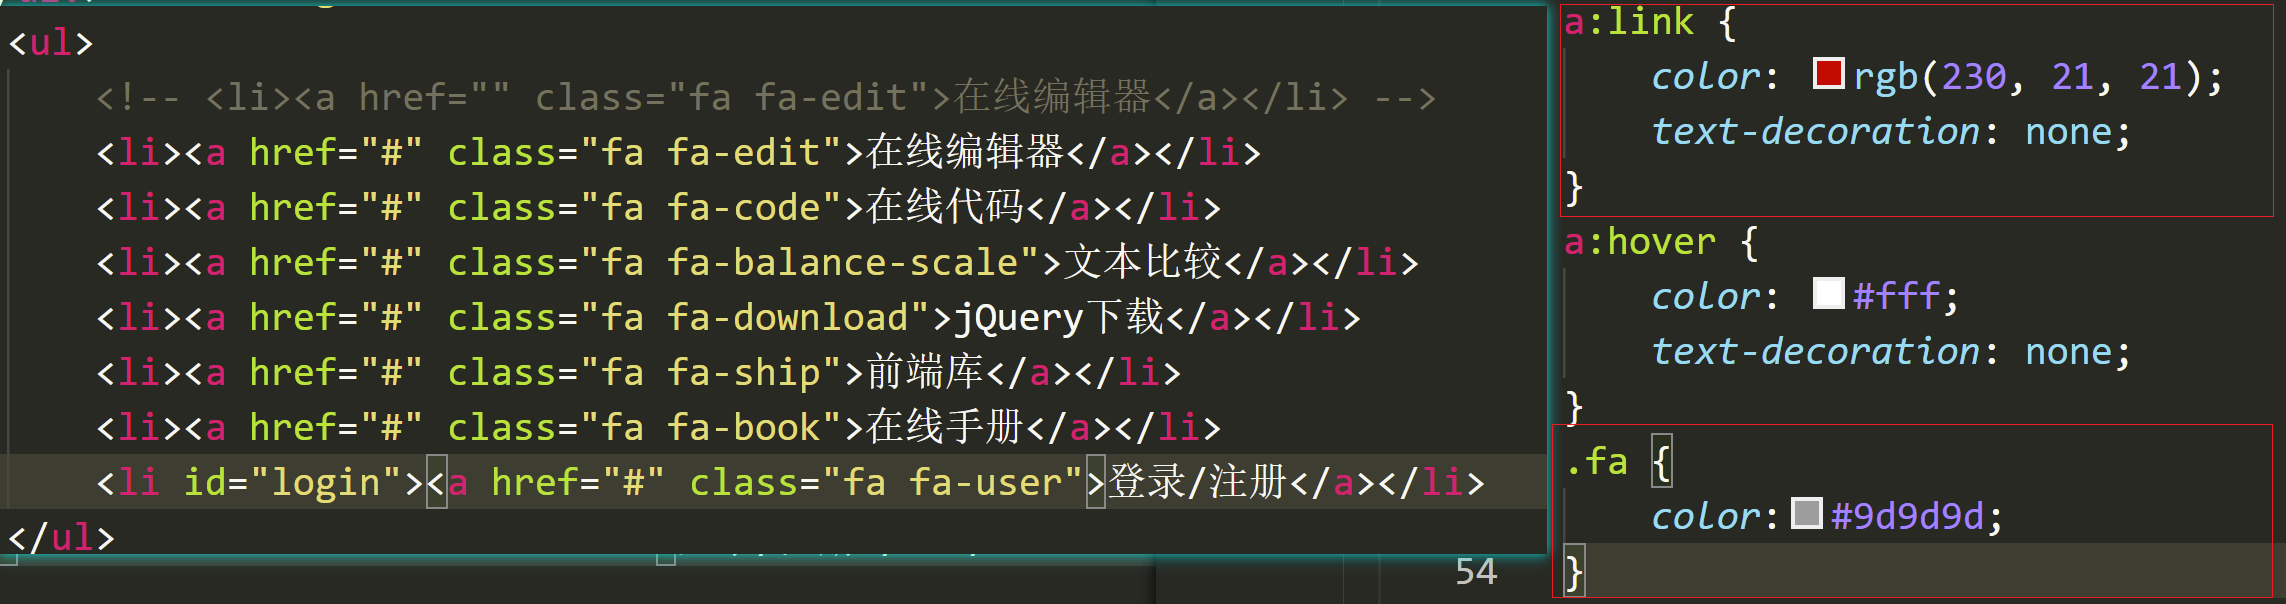 <ul>
<!-- <li><a href="" class="fa fa-edit">在线编辑器</a></li> -->
<li><a href="#" class="fa fa-edit">在线编辑器</a></li>
<li><a href="#" class="fa fa-code">在线代码</a></li>
<li><a href="#" class="fa fa-balance-scale">文本比较</a></li>
<li><a href="#" class="fa fa-download">jQuery下载</a></li>
<li><a href="#" class="fa fa-ship">前端库</a></li>
<li><a href="#" class="fa fa-book">在线手册</a></li>
<li id="login"><a href="#" class="fa fa-user">登录/注册</a></li>
</ul>
54
a:link {
color: rgb(230, 21, 21);
text-decoration: none;
}
a:hover {
color: #fff;
text-decoration: none;
}
.fa {
color: #9d9d9d;
}